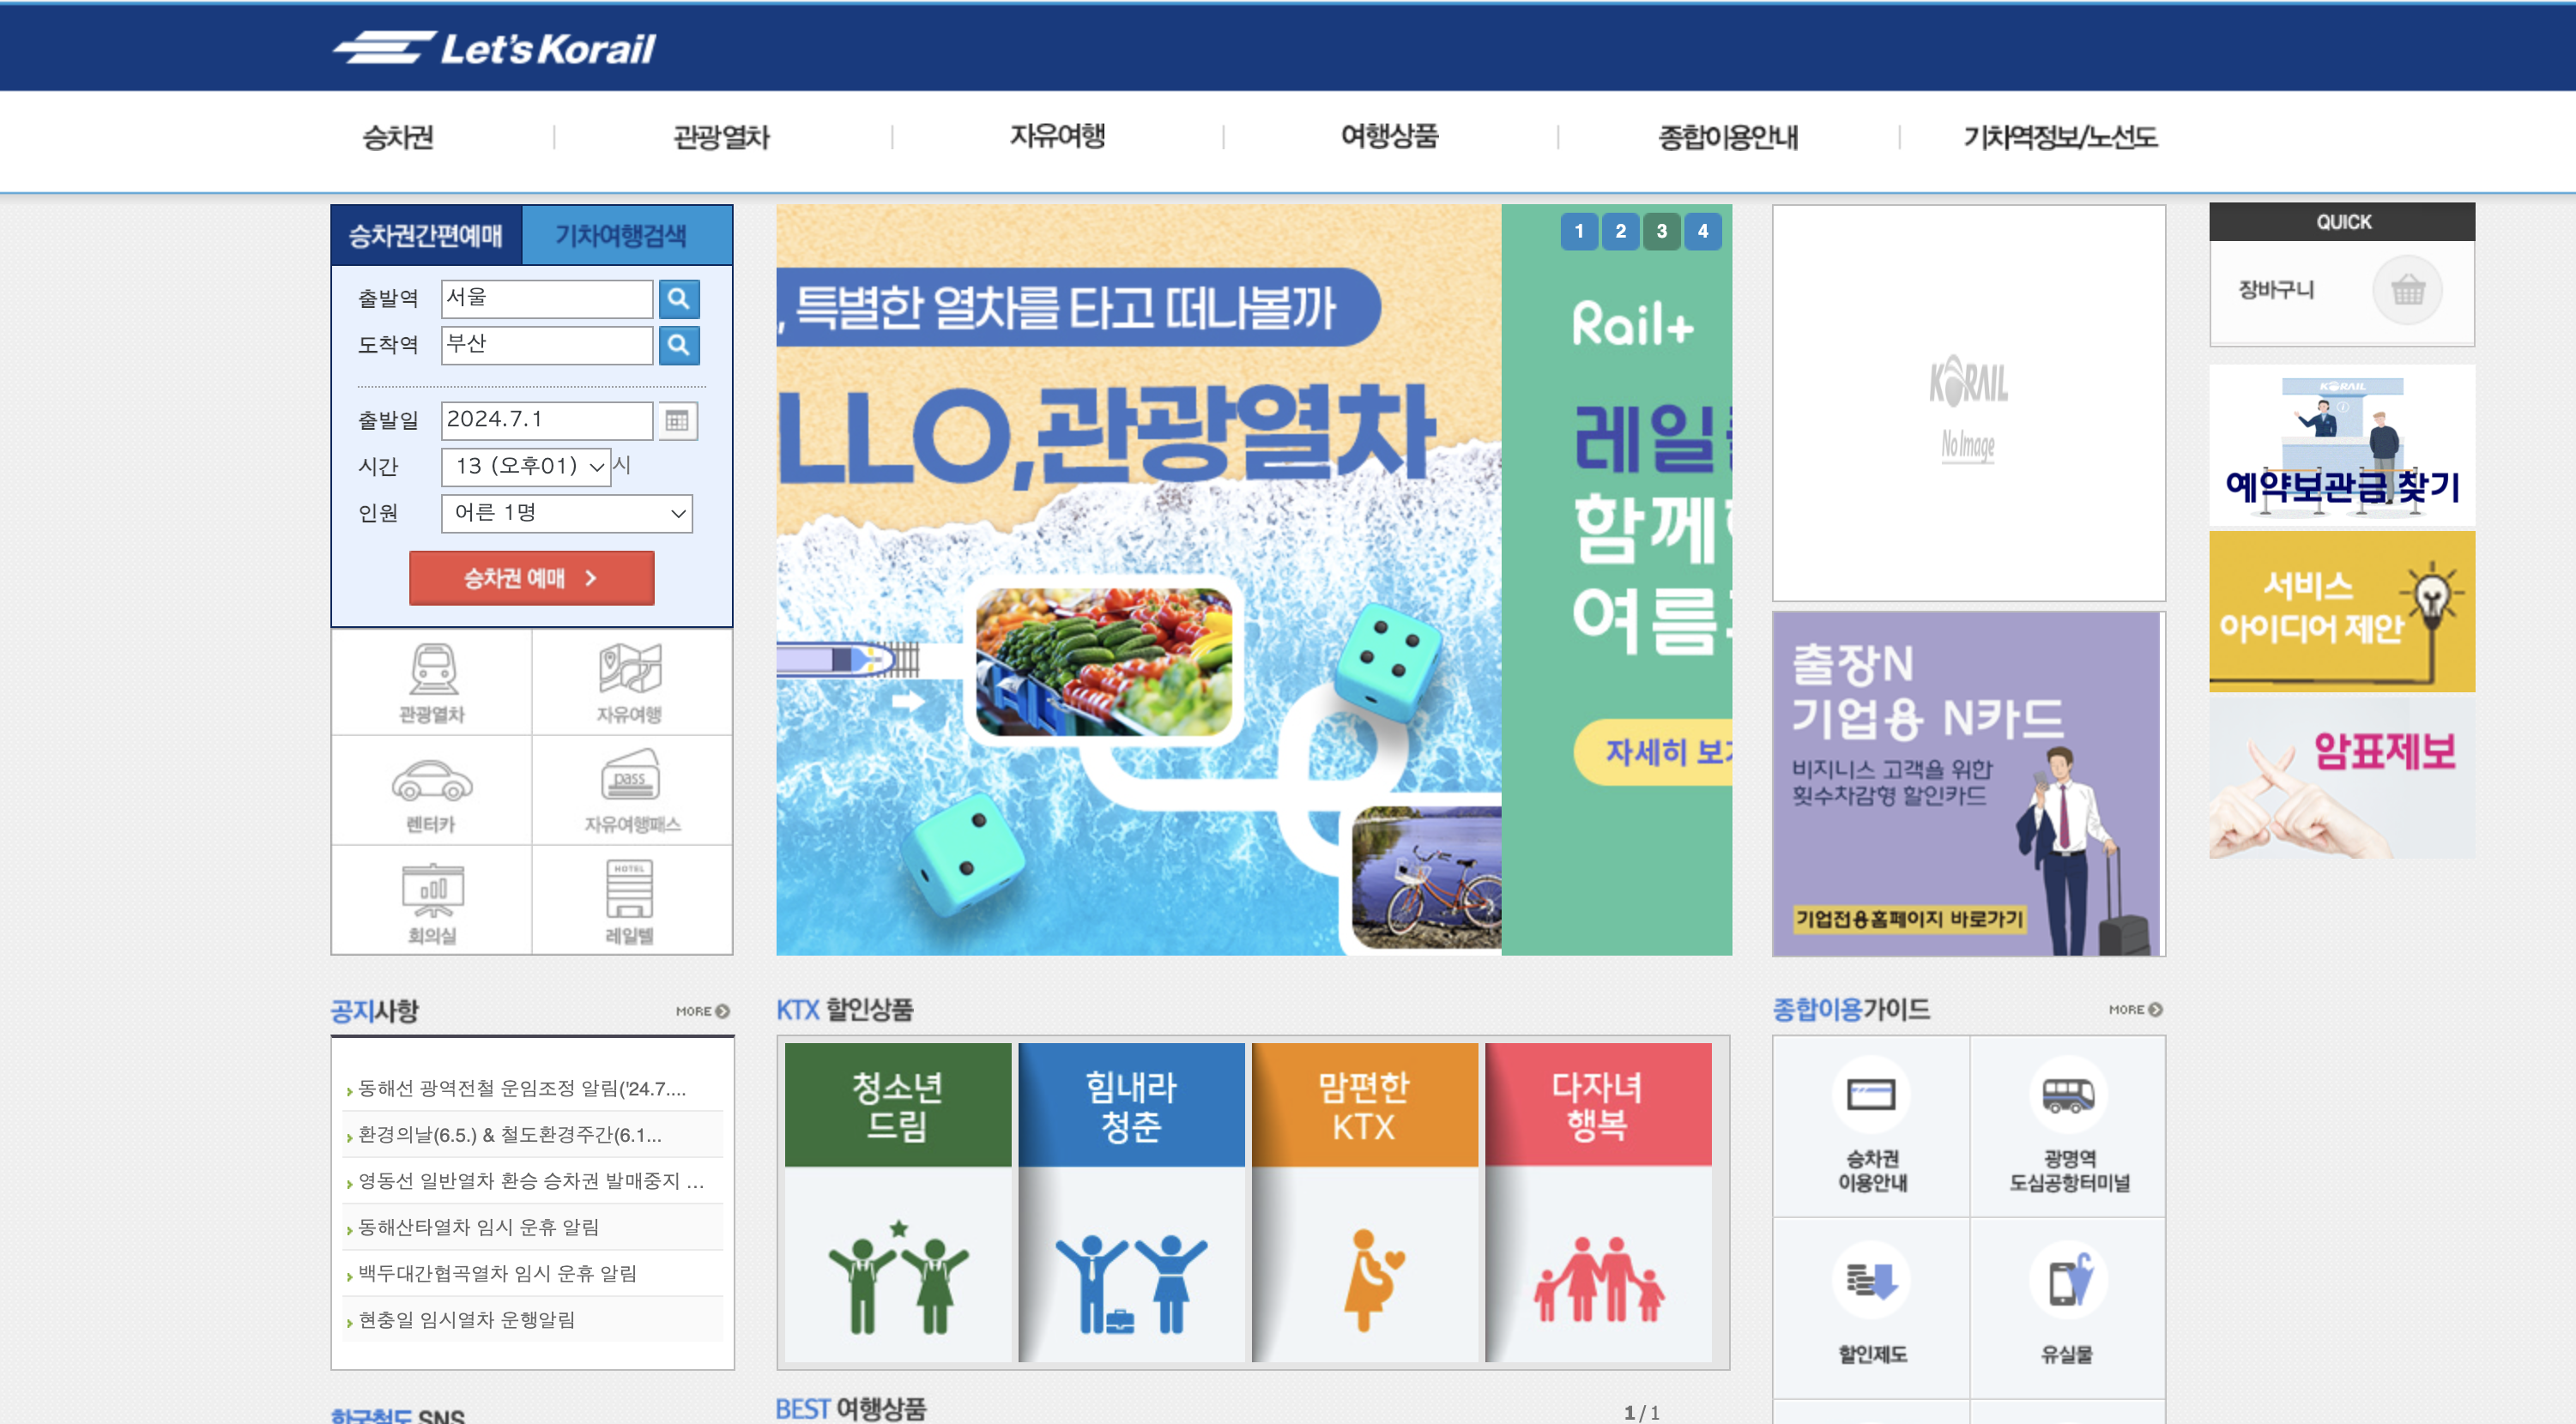 Let's Korail
승차권
관광열차
자유여행
여행상품
종합이용안내
기차역정보/노선도
승차권간편예매
기차여행검색
출발역
서울
도착역
부산
출발일
2024.7.1
시간
13 (오후01)
시
인원
어른 1명
승차권 예매
관광열차
자유여행
렌터카
pass
자유여행패스
회의실
HOTEL
레일텔
1 2 3 4
, 특별한 열차를 타고 떠나볼까
LLO,관광열차
Rail+
레일
함께
여름
자세히 보
KORAIL
No Image
출장N
기업용 N카드
비지니스 고객을 위한
횟수차감형 할인카드
기업전용홈페이지 바로가기
QUICK
장바구니
KORAIL
예약보관금 찾기
서비스
아이디어 제안
암표제보
공지사항
MORE
동해선 광역전철 운임조정 알림('24.7....
환경의날(6.5.) & 철도환경주간(6.1...
영동선 일반열차 환승 승차권 발매중지 ...
동해산타열차 임시 운휴 알림
백두대간협곡열차 임시 운휴 알림
현충일 임시열차 운행알림
KTX 할인상품
청소년
드림
힘내라
청춘
맘편한
KTX
다자녀
행복
종합이용가이드
MORE
승차권
이용안내
광명역
도심공항터미널
할인제도
유실물
한국철도 SNS
BEST 여행상품
1 / 1